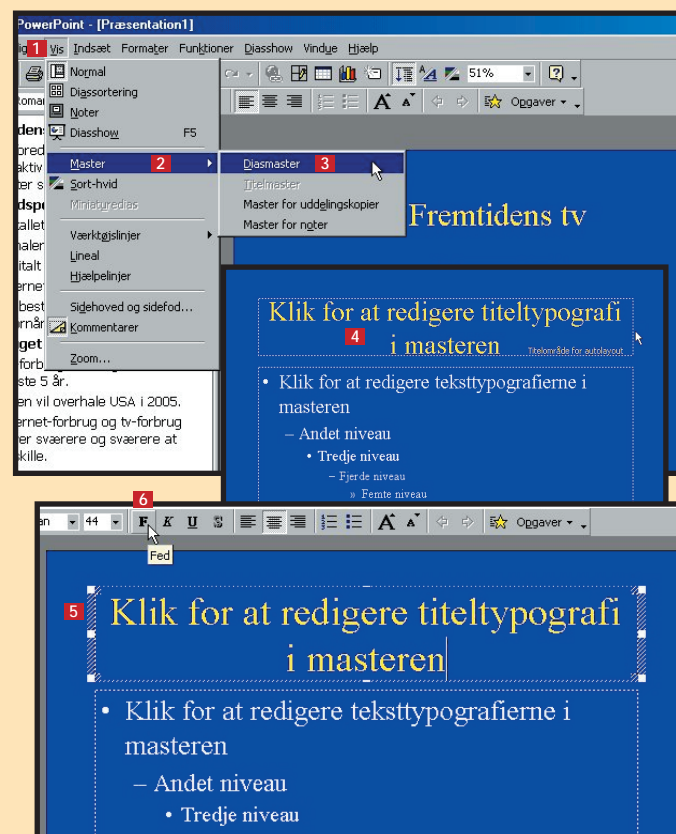 PowerPoint - [Præsentation1]
1 Vis Indsæt Formater Funktioner Diasshow Vindue Hjælp
51%
Opgaver
Normal
Diassortering
Noter
Diasshow F5
Master 2
Sort-hvid
Miniaturedias
Værktøjslinjer
Lineal
Hjælpelinjer
Sidehoved og sidefod...
Kommentarer
Zoom...
Diasmaster 3
Titelmaster
Master for uddelingskopier
Master for noter
ste 5 år.
en vil overhale USA i 2005.
ernet-forbrug og tv-forbrug
er sværere og sværere at
skille.
Fremtidens tv
Klik for at redigere titeltypografi
4 i masteren Titelområde for autolayout
• Klik for at redigere teksttypografierne i
masteren
– Andet niveau
• Tredje niveau
– Fjerde niveau
» Femte niveau
6
44 F K U S A A Opgaver
Fed
5 Klik for at redigere titeltypografi
i masteren
• Klik for at redigere teksttypografierne i
masteren
– Andet niveau
• Tredje niveau